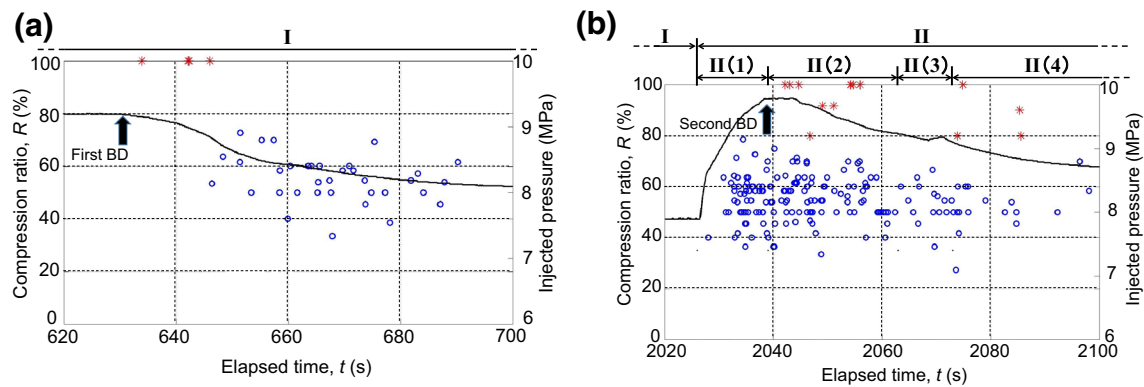 (a)
I
100
80
60
40
20
0
Compression ratio, R (%)
First BD
10
9
8
7
6
Injected pressure (MPa)
620 640 660 680 700
Elapsed time, t (s)
(b)
I II
II(1) II(2) II(3) II(4)
100
80
60
40
20
0
Compression ratio, R (%)
Second BD
10
9
8
7
6
Injected pressure (MPa)
2020 2040 2060 2080 2100
Elapsed time, t (s)